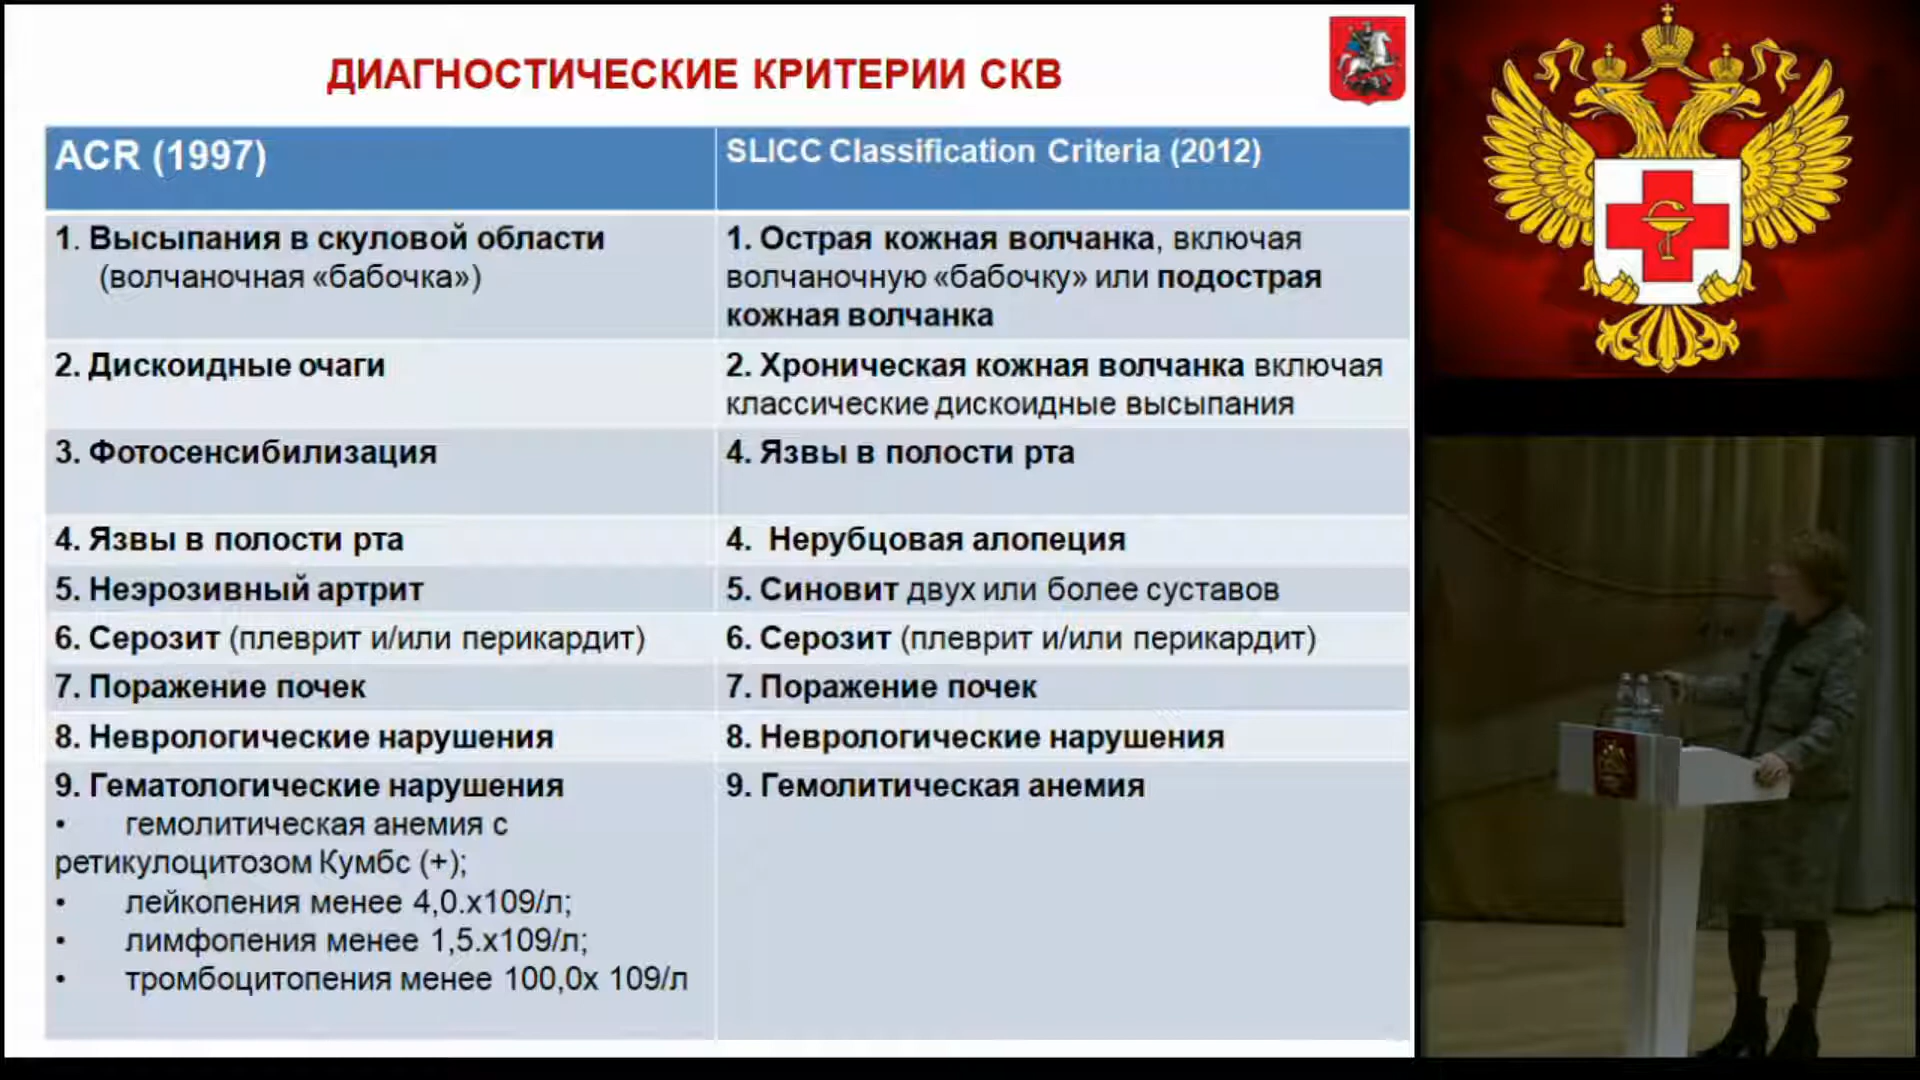 ДИАГНОСТИЧЕСКИЕ КРИТЕРИИ СКВ
ACR (1997)
SLICC Classification Criteria (2012)
1. Высыпания в скуловой области
(волчаночная «бабочка»)
1. Острая кожная волчанка, включая
волчаночную «бабочку» или подострая
кожная волчанка
2. Дискоидные очаги
2. Хроническая кожная волчанка включая
классические дискоидные высыпания
3. Фотосенсибилизация
4. Язвы в полости рта
4. Язвы в полости рта
4. Нерубцовая алопеция
5. Неэрозивный артрит
5. Синовит двух или более суставов
6. Серозит (плеврит и/или перикардит)
6. Серозит (плеврит и/или перикардит)
7. Поражение почек
7. Поражение почек
8. Неврологические нарушения
8. Неврологические нарушения
9. Гематологические нарушения
• гемолитическая анемия с
ретикулоцитозом Кумбс (+);
• лейкопения менее 4,0.х109/л;
• лимфопения менее 1,5.х109/л;
• тромбоцитопения менее 100,0х 109/л
9. Гемолитическая анемия